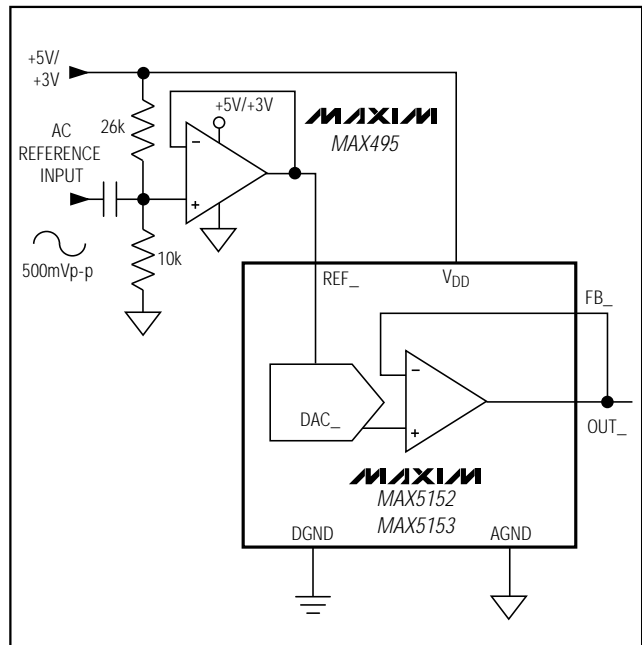 +5V/
+3V
26k
+5V/+3V
MAXIM
MAX495
AC
REFERENCE
INPUT
−
+
10k
500mVp-p
REF_
VDD
FB_
−
DAC_
+
OUT_
MAXIM
MAX5152
MAX5153
DGND
AGND